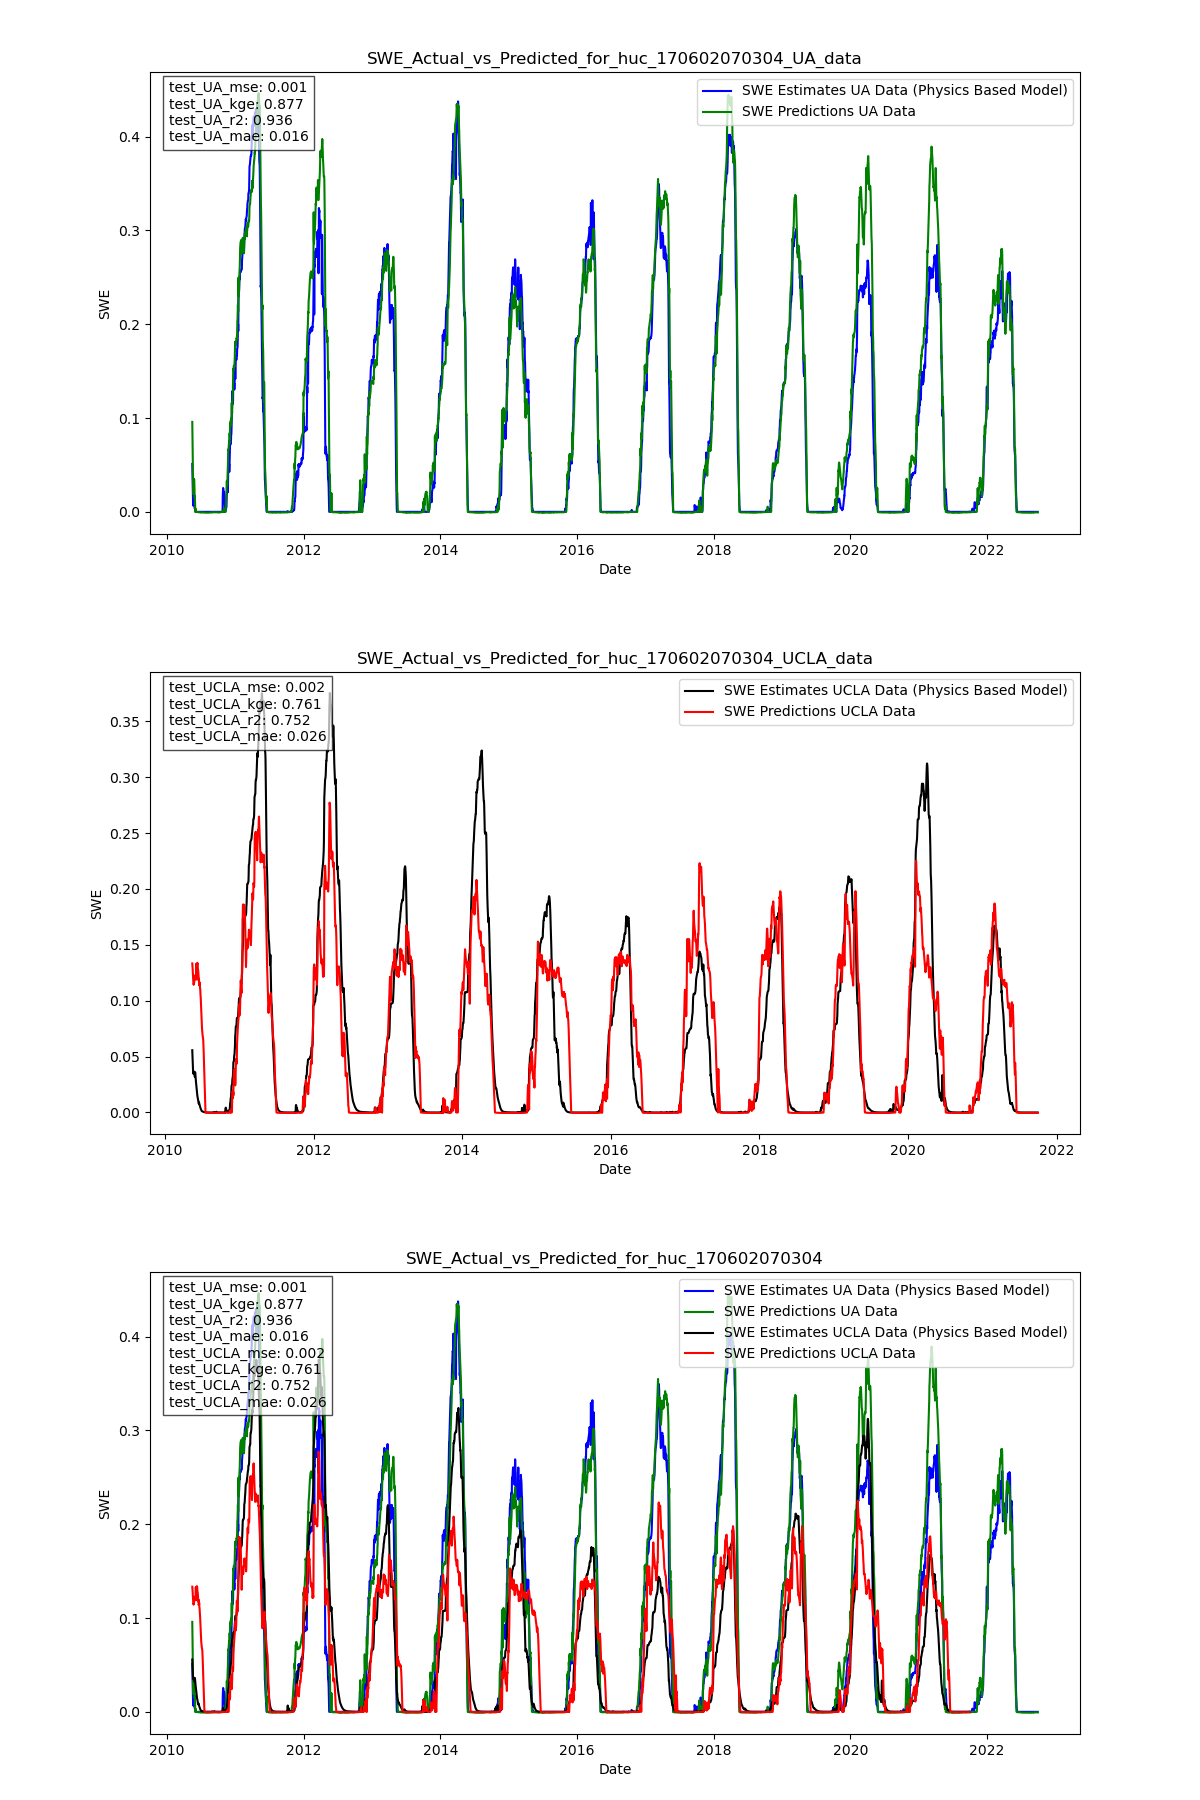 SWE_Actual_vs_Predicted_for_huc_170602070304_UA_data
test_UA_mse: 0.001
test_UA_kge: 0.877
test_UA_r2: 0.936
test_UA_mae: 0.016
SWE Estimates UA Data (Physics Based Model)
SWE Predictions UA Data
0.4
0.3
0.2
0.1
0.0
SWE
2010 2012 2014 2016 2018 2020 2022
Date
SWE_Actual_vs_Predicted_for_huc_170602070304_UCLA_data
test_UCLA_mse: 0.002
test_UCLA_kge: 0.761
test_UCLA_r2: 0.752
test_UCLA_mae: 0.026
SWE Estimates UCLA Data (Physics Based Model)
SWE Predictions UCLA Data
0.35
0.30
0.25
0.20
0.15
0.10
0.05
0.00
SWE
2010 2012 2014 2016 2018 2020 2022
Date
SWE_Actual_vs_Predicted_for_huc_170602070304
test_UA_mse: 0.001
test_UA_kge: 0.877
test_UA_r2: 0.936
test_UA_mae: 0.016
test_UCLA_mse: 0.002
test_UCLA_kge: 0.761
test_UCLA_r2: 0.752
test_UCLA_mae: 0.026
SWE Estimates UA Data (Physics Based Model)
SWE Predictions UA Data
SWE Estimates UCLA Data (Physics Based Model)
SWE Predictions UCLA Data
0.4
0.3
0.2
0.1
0.0
SWE
2010 2012 2014 2016 2018 2020 2022
Date